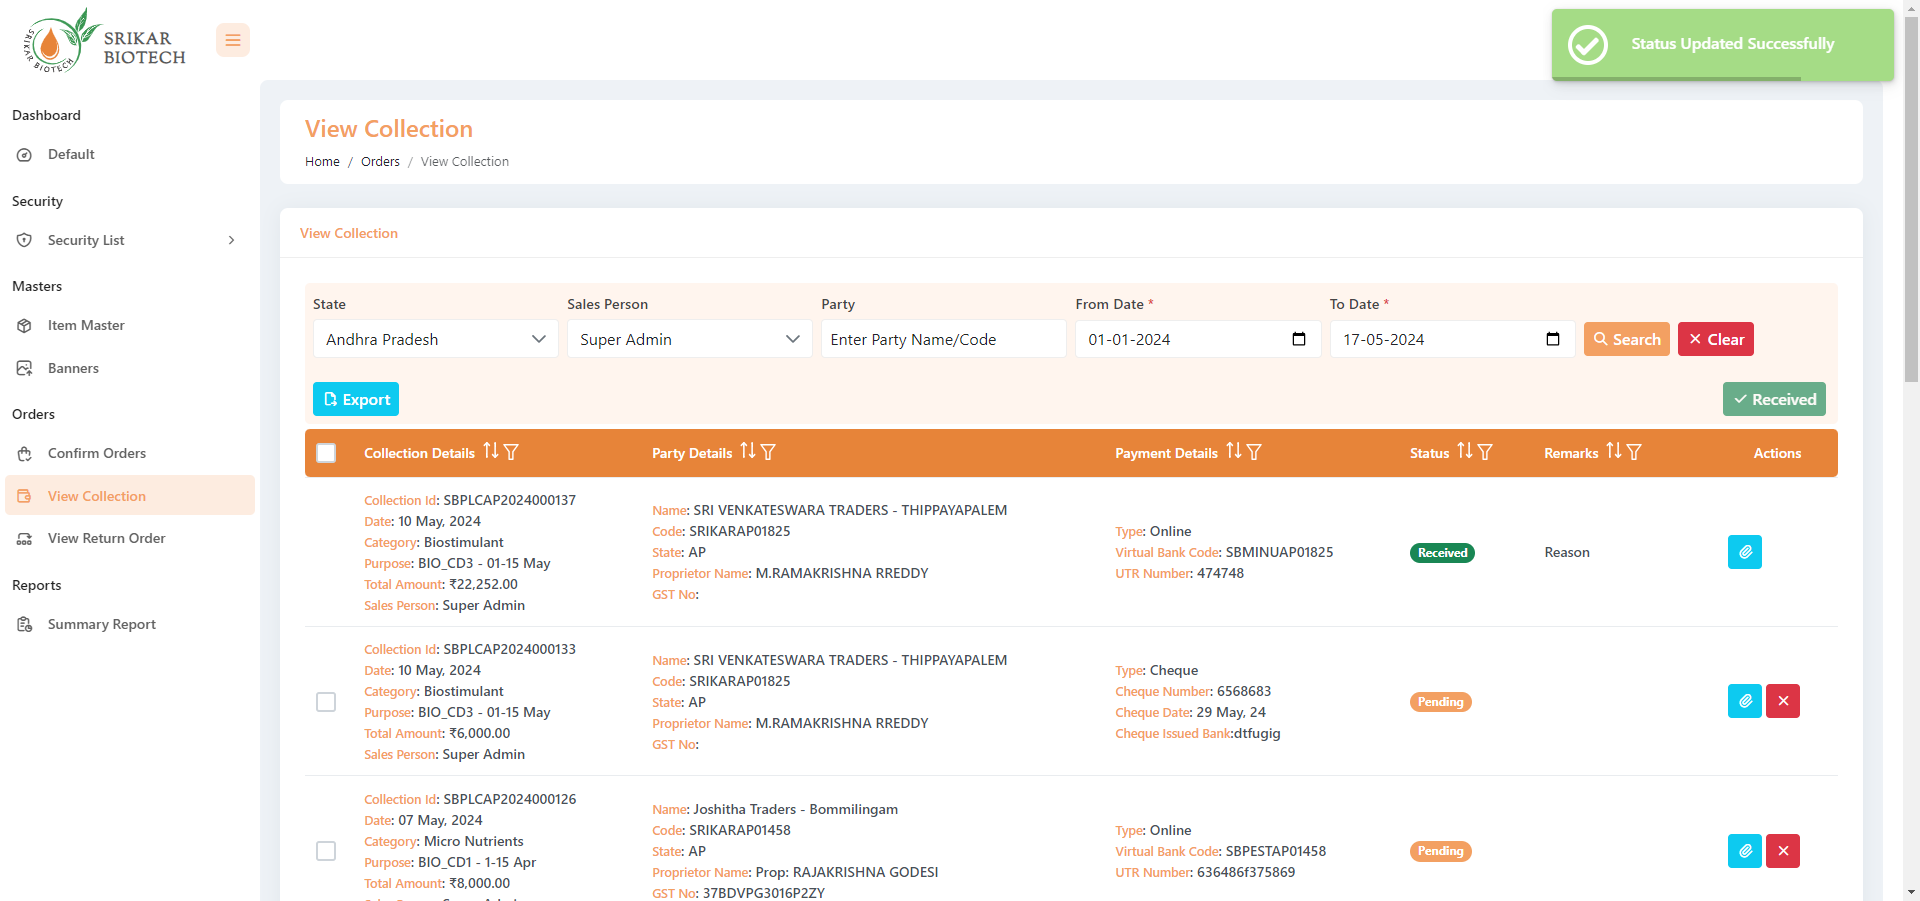 SRIKAR
BIOTECH
SRIKAR BIOTECH
Status Updated Successfully
Dashboard
Default
Security
Security List
Masters
Item Master
Banners
Orders
Confirm Orders
View Collection
View Return Order
Reports
Summary Report
View Collection
Home / Orders / View Collection
View Collection
State Sales Person Party From Date * To Date *
Andhra Pradesh Super Admin Enter Party Name/Code 01-01-2024 17-05-2024 Search Clear
Export Received
Collection Details Party Details Payment Details Status Remarks Actions
Collection Id: SBPLCAP2024000137
Date: 10 May, 2024
Category: Biostimulant
Purpose: BIO_CD3 - 01-15 May
Total Amount: ₹22,252.00
Sales Person: Super Admin
Name: SRI VENKATESWARA TRADERS - THIPPAYAPALEM
Code: SRIKARAP01825
State: AP
Proprietor Name: M.RAMAKRISHNA RREDDY
GST No:
Type: Online
Virtual Bank Code: SBMINUAP01825
UTR Number: 474748
Received
Reason
Collection Id: SBPLCAP2024000133
Date: 10 May, 2024
Category: Biostimulant
Purpose: BIO_CD3 - 01-15 May
Total Amount: ₹6,000.00
Sales Person: Super Admin
Name: SRI VENKATESWARA TRADERS - THIPPAYAPALEM
Code: SRIKARAP01825
State: AP
Proprietor Name: M.RAMAKRISHNA RREDDY
GST No:
Type: Cheque
Cheque Number: 6568683
Cheque Date: 29 May, 24
Cheque Issued Bank:dtfugig
Pending
Collection Id: SBPLCAP2024000126
Date: 07 May, 2024
Category: Micro Nutrients
Purpose: BIO_CD1 - 1-15 Apr
Total Amount: ₹8,000.00
Name: Joshitha Traders - Bommilingam
Code: SRIKARAP01458
State: AP
Proprietor Name: Prop: RAJAKRISHNA GODESI
GST No: 37BDVPG3016P2ZY
Type: Online
Virtual Bank Code: SBPESTAP01458
UTR Number: 636486f375869
Pending